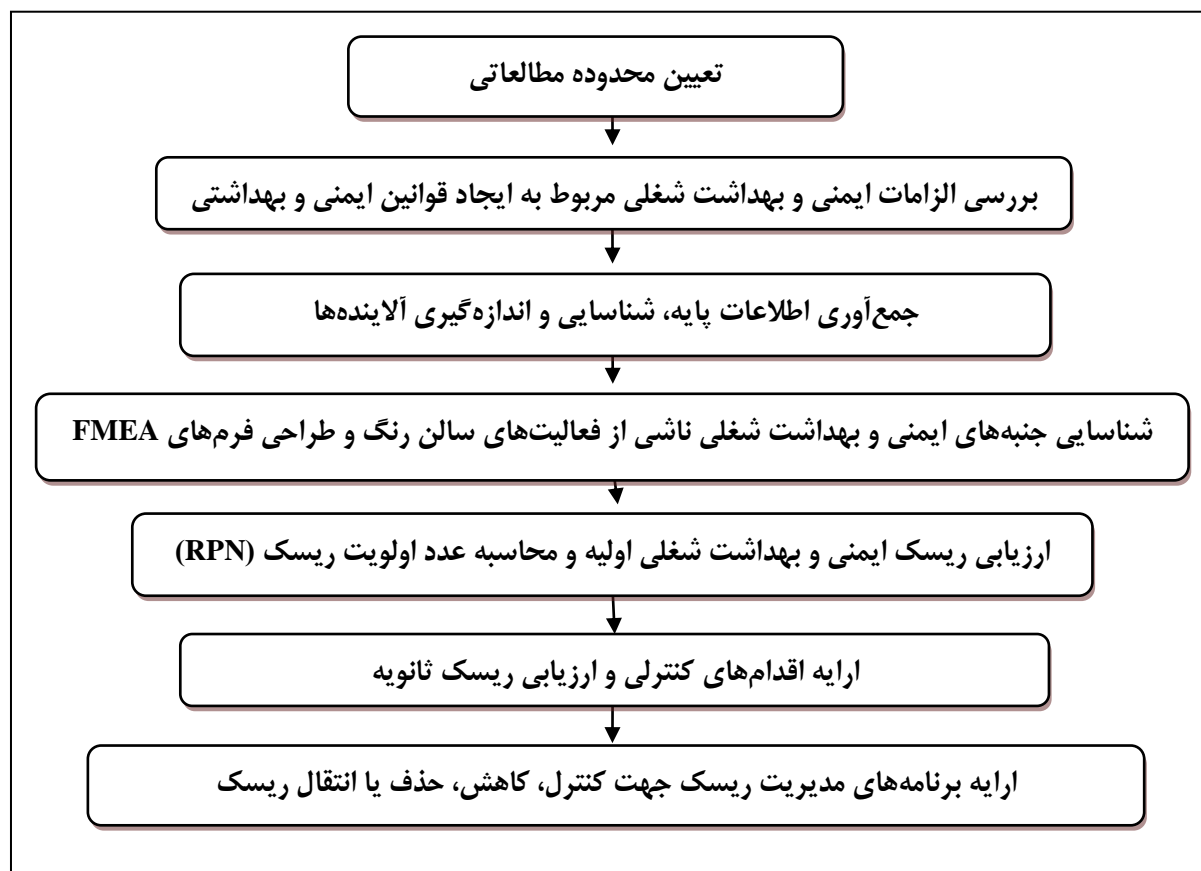 تعیین محدوده مطالعاتی
بررسی الزامات ایمنی و بهداشت شغلی مربوط به ایجاد قوانین ایمنی و بهداشتی
جمع‌آوری اطلاعات پایه، شناسایی و اندازه‌گیری آلاینده‌ها
شناسایی جنبه‌های ایمنی و بهداشت شغلی ناشی از فعالیت‌های سالن رنگ و طراحی فرم‌های FMEA
ارزیابی ریسک ایمنی و بهداشت شغلی اولیه و محاسبه عدد اولویت ریسک (RPN)
ارایه اقدام‌های کنترلی و ارزیابی ریسک ثانویه
ارایه برنامه‌های مدیریت ریسک جهت کنترل، کاهش، حذف یا انتقال ریسک